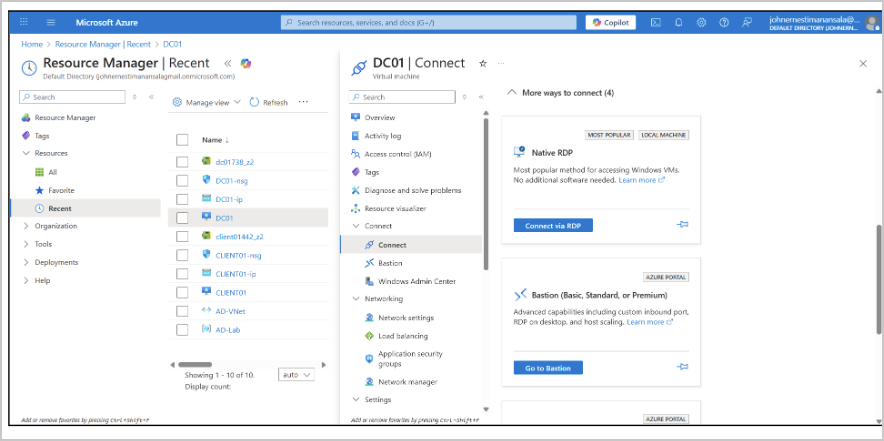 Microsoft Azure
Search resources, services, and docs (G+/)
Copilot
johnernestimanansala@...
DEFAULT DIRECTORY (JOHNERN...
Home > Resource Manager | Recent > DC01
Resource Manager | Recent
Default Directory (johnernestimanansalagmail.onmicrosoft.com)
Search
Resource Manager
Tags
Resources
All
Favorite
Recent
Organization
Tools
Deployments
Help
Add or remove favorites by pressing Ctrl+Shift+F
Manage view
Refresh
Name ↓
dc01738_z2
DC01-nsg
DC01-ip
DC01
client01442_z2
CLIENT01-nsg
CLIENT01-ip
CLIENT01
AD-VNet
AD-Lab
Showing 1 - 10 of 10.
Display count:
auto
DC01 | Connect
Virtual machine
Search
Overview
Activity log
Access control (IAM)
Tags
Diagnose and solve problems
Resource visualizer
Connect
Connect
Bastion
Windows Admin Center
Networking
Network settings
Load balancing
Application security
groups
Network manager
Settings
Add or remove favorites by pressing Ctrl+Shift+F
More ways to connect (4)
MOST POPULAR
LOCAL MACHINE
Native RDP
Most popular method for accessing Windows VMs.
No additional software needed. Learn more
Connect via RDP
AZURE PORTAL
Bastion (Basic, Standard, or Premium)
Advanced capabilities including custom inbound port,
RDP on desktop, and host scaling. Learn more
Go to Bastion
AZURE PORTAL